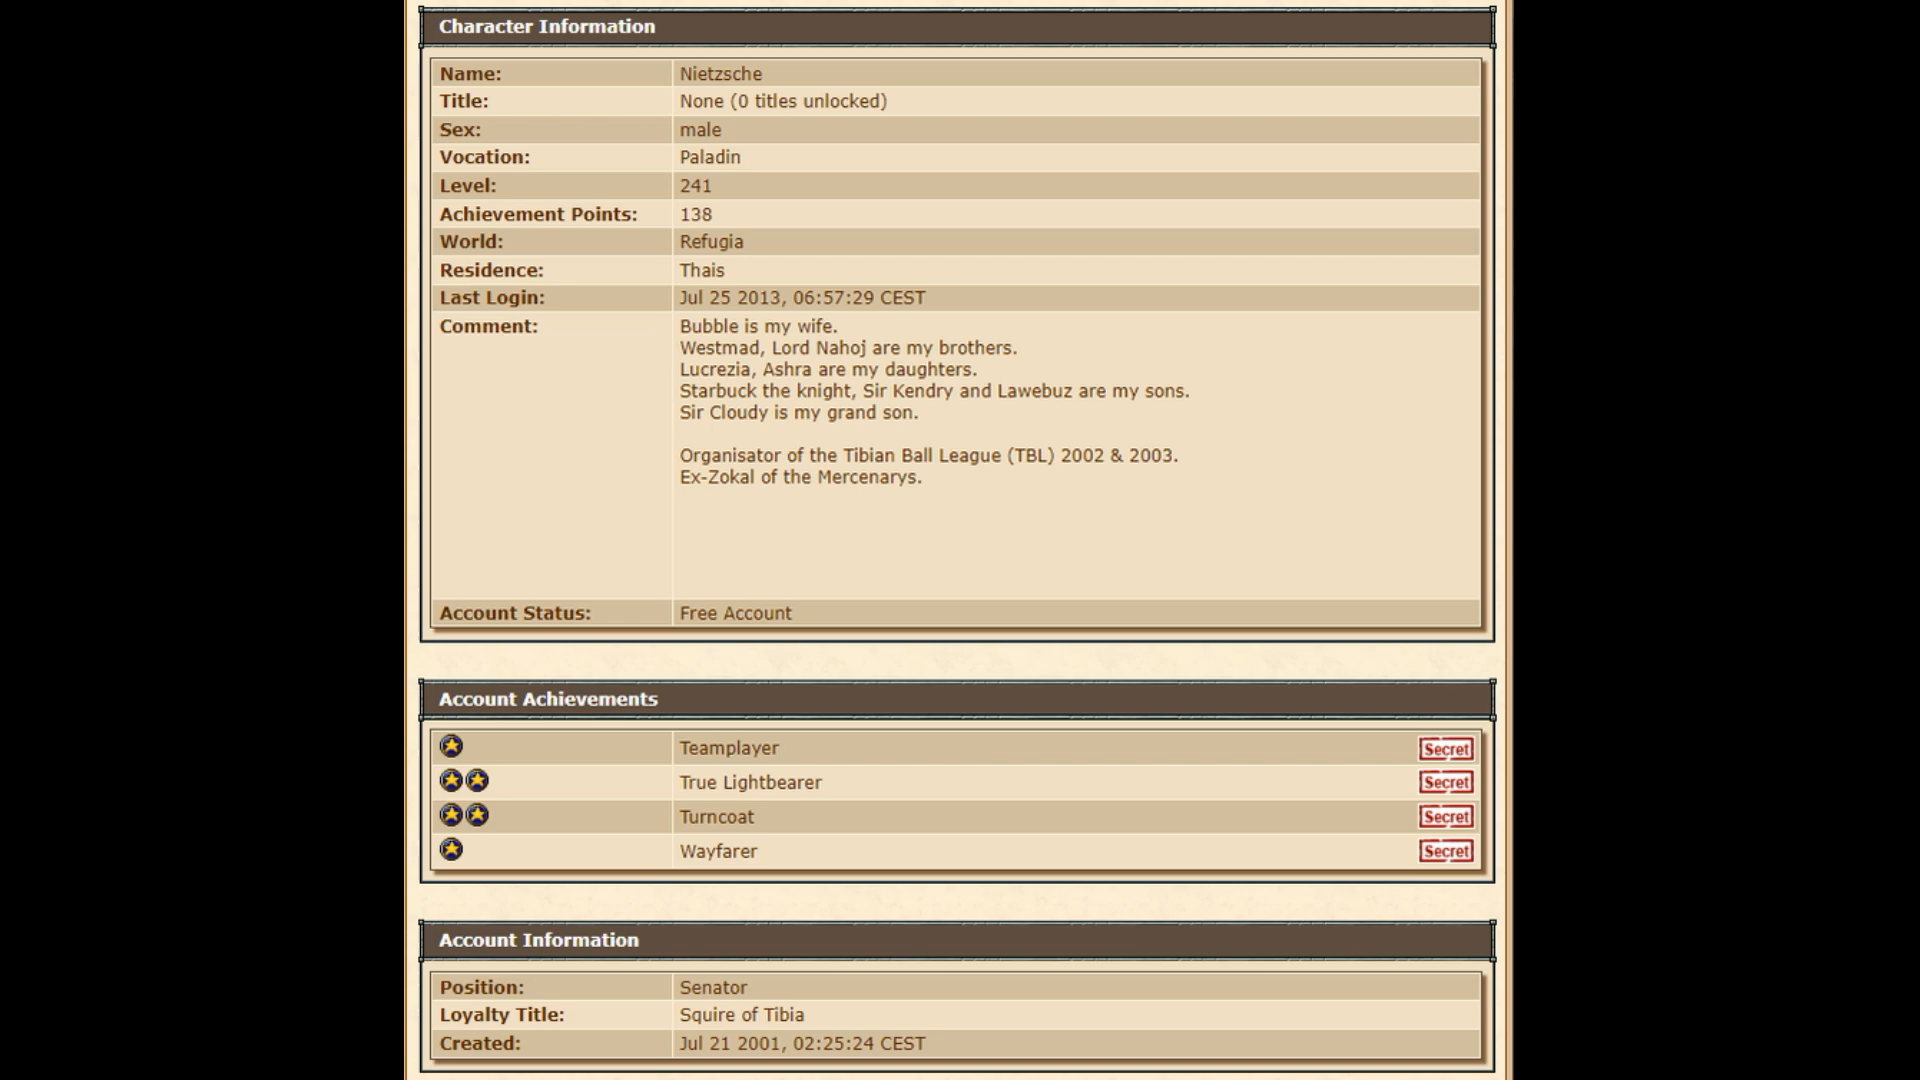 Character Information
Name: Nietzsche
Title: None (0 titles unlocked)
Sex: male
Vocation: Paladin
Level: 241
Achievement Points: 138
World: Refugia
Residence: Thais
Last Login: Jul 25 2013, 06:57:29 CEST
Comment: Bubble is my wife.
Westmad, Lord Nahoj are my brothers.
Lucrezia, Ashra are my daughters.
Starbuck the knight, Sir Kendry and Lawebuz are my sons.
Sir Cloudy is my grand son.
Organisator of the Tibian Ball League (TBL) 2002 & 2003.
Ex-Zokal of the Mercenarys.
Account Status: Free Account
Account Achievements
Teamplayer Secret
True Lightbearer Secret
Turncoat Secret
Wayfarer Secret
Account Information
Position: Senator
Loyalty Title: Squire of Tibia
Created: Jul 21 2001, 02:25:24 CEST